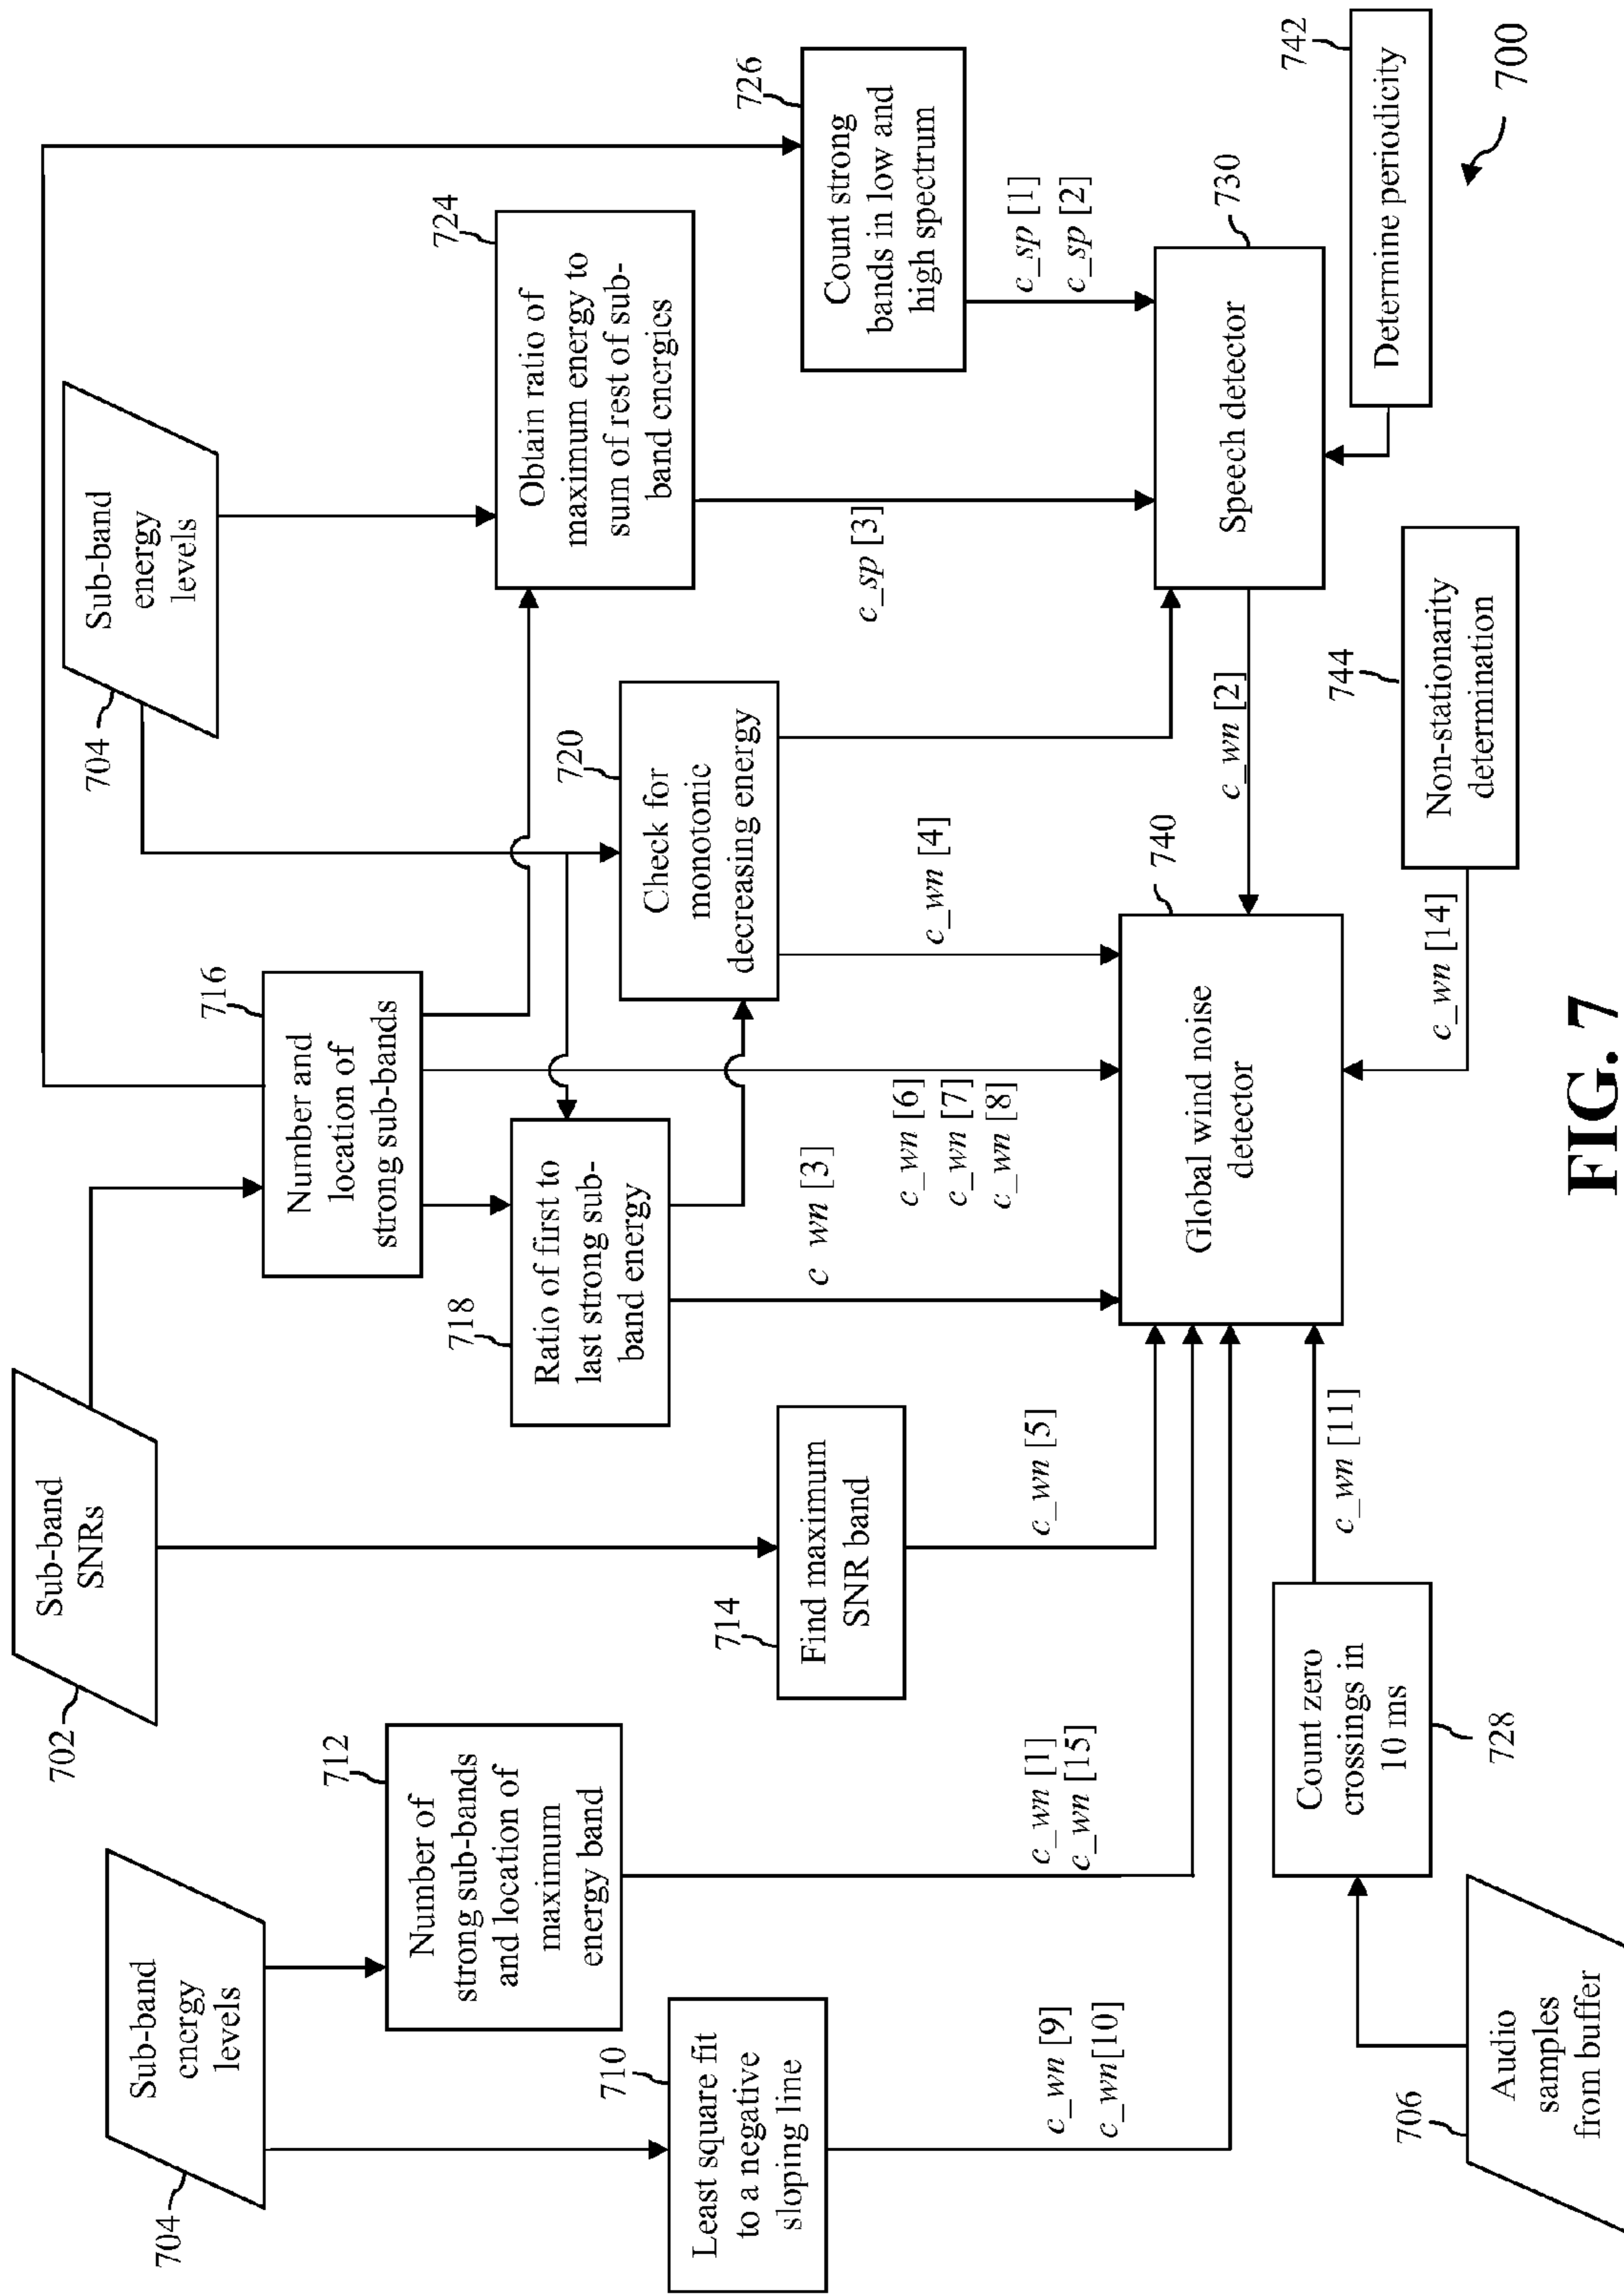 704
Sub-band
energy
levels
702
Sub-band
SNRs
704
Sub-band
energy
levels
710
Least square fit
to a negative
sloping line
712
Number of
strong sub-bands
and location of
maximum
energy band
714
Find maximum
SNR band
716
Number and
location of
strong sub-bands
718
Ratio of first to
last strong sub-
band energy
720
Check for
monotonic
decreasing energy
724
Obtain ratio of
maximum energy to
sum of rest of sub-
band energies
726
Count strong
bands in low and
high spectrum
c_wn [9]
c_wn[10]
c_wn [1]
c_wn [15]
c_wn [5]
c wn [3]
c_wn [6]
c_wn [7]
c_wn [8]
c_wn [4]
c_sp [3]
c_sp [1]
c_sp [2]
706
Audio
samples
from buffer
Count zero
crossings in
10 ms
728
c_wn [11]
740
Global wind noise
detector
c_wn [2]
730
Speech detector
c_wn [14]
744
Non-stationarity
determination
742
Determine periodicity
700
FIG. 7